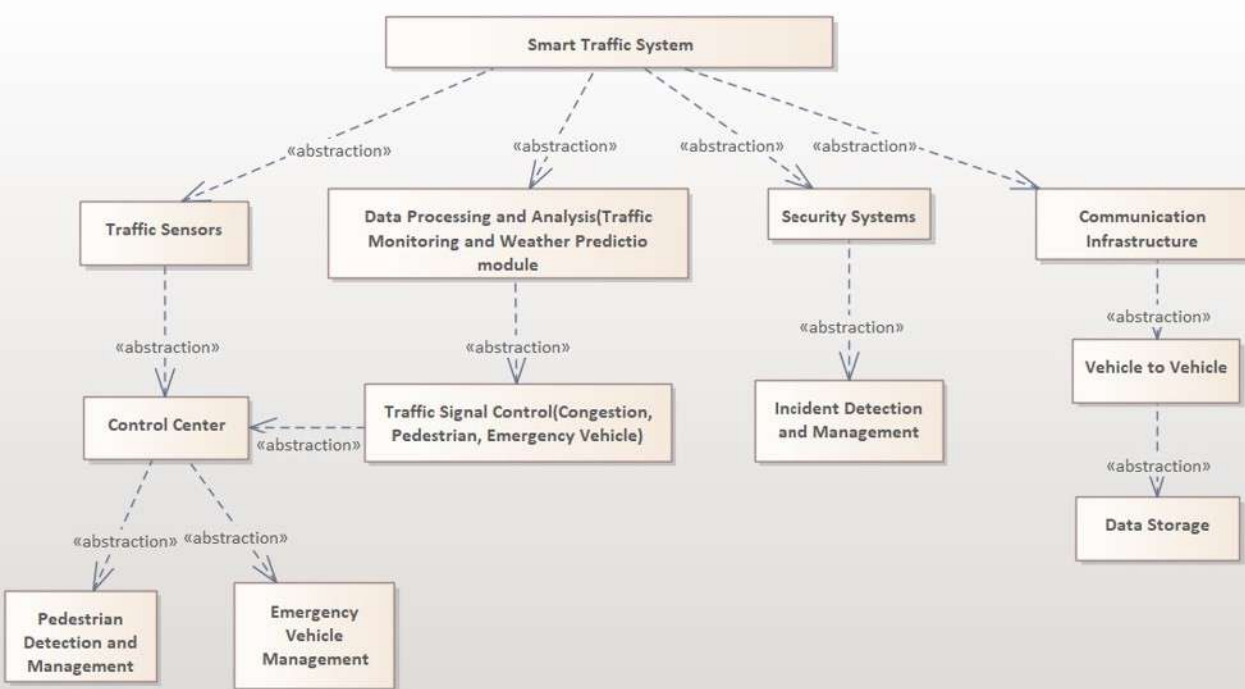 Smart Traffic System
«abstraction»
«abstraction»
«abstraction»
«abstraction»
Traffic Sensors
Data Processing and Analysis(Traffic
Monitoring and Weather Predictio
module
Security Systems
Communication
Infrastructure
«abstraction»
«abstraction»
«abstraction»
«abstraction»
Vehicle to Vehicle
Control Center
Traffic Signal Control(Congestion,
Pedestrian, Emergency Vehicle)
Incident Detection
and Management
«abstraction»
«abstraction»
Data Storage
«abstraction»
«abstraction»
Pedestrian
Detection and
Management
Emergency
Vehicle
Management